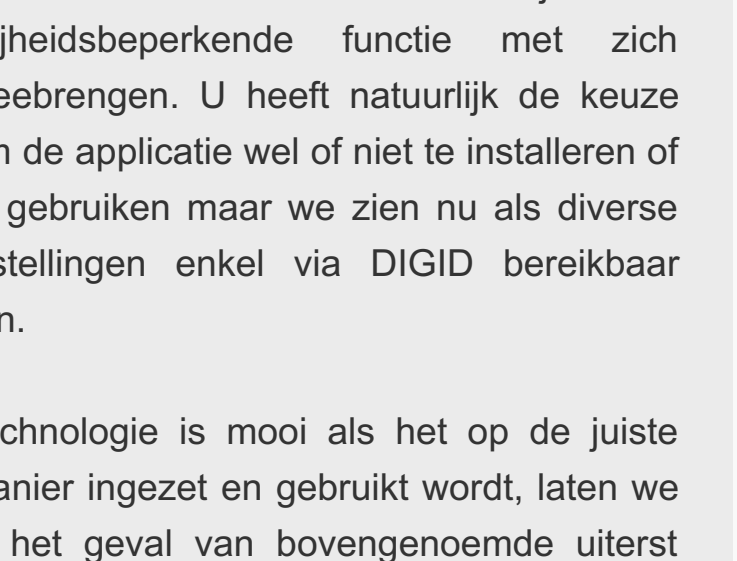 jheidsbeperkende functie met zich
eebrengen. U heeft natuurlijk de keuze
de applicatie wel of niet te installeren of
gebruiken maar we zien nu als diverse
stellingen enkel via DIGID bereikbaar
n.
chnologie is mooi als het op de juiste
anier ingezet en gebruikt wordt, laten we
het geval van bovengenoemde uiterst